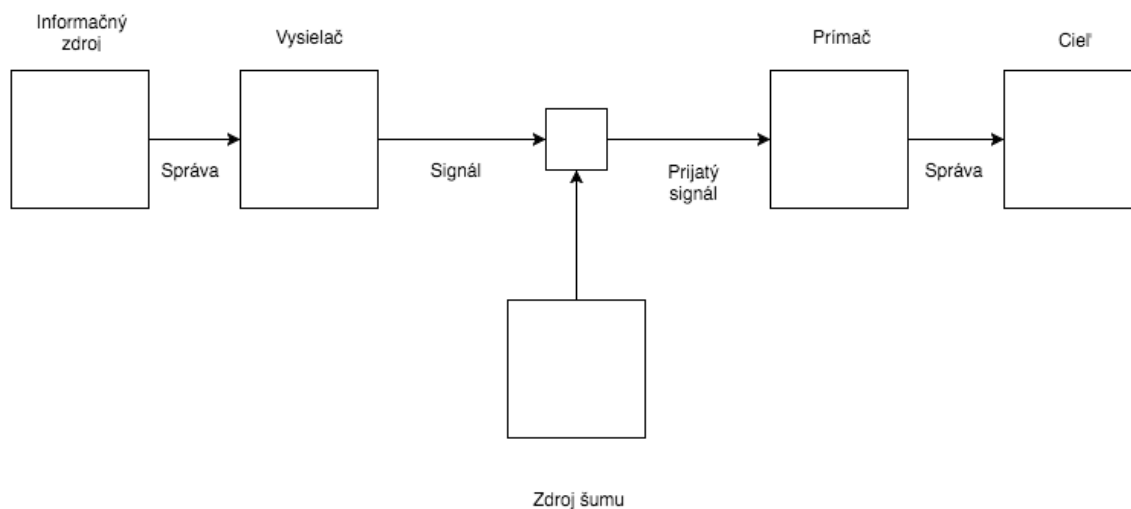 Informačný
zdroj
Vysielač
Prímač
Cieľ
Správa
Signál
Prijatý
signál
Správa
Zdroj šumu